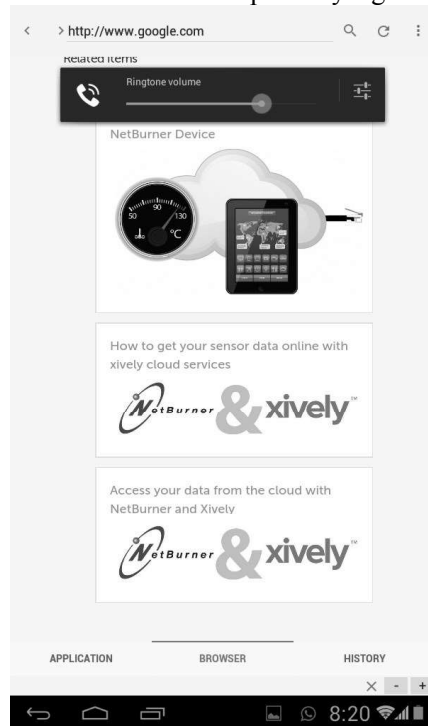 > http://www.google.com
Related items
Ringtone volume
NetBurner Device
50 90 130
°C
How to get your sensor data online with
xively cloud services
NetBurner & xively™
Access your data from the cloud with
NetBurner and Xively
NetBurner & xively™
APPLICATION BROWSER HISTORY
× - +
8:20